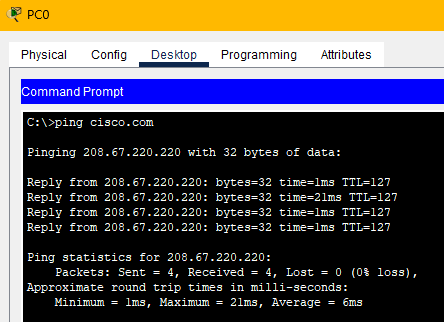 PC0
Physical Config Desktop Programming Attributes
Command Prompt
C:\>ping cisco.com
Pinging 208.67.220.220 with 32 bytes of data:
Reply from 208.67.220.220: bytes=32 time=1ms TTL=127
Reply from 208.67.220.220: bytes=32 time=21ms TTL=127
Reply from 208.67.220.220: bytes=32 time=1ms TTL=127
Reply from 208.67.220.220: bytes=32 time=1ms TTL=127
Ping statistics for 208.67.220.220:
Packets: Sent = 4, Received = 4, Lost = 0 (0% loss),
Approximate round trip times in milli-seconds:
Minimum = 1ms, Maximum = 21ms, Average = 6ms